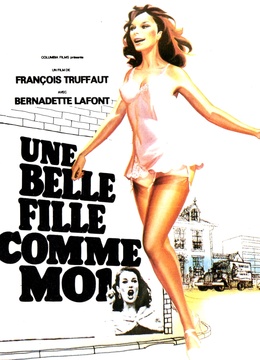 COLUMBIA FILMS présente
UN FILM DE
FRANÇOIS TRUFFAUT
AVEC
BERNADETTE LAFONT
UNE
BELLE
FILLE
COMME
MOI